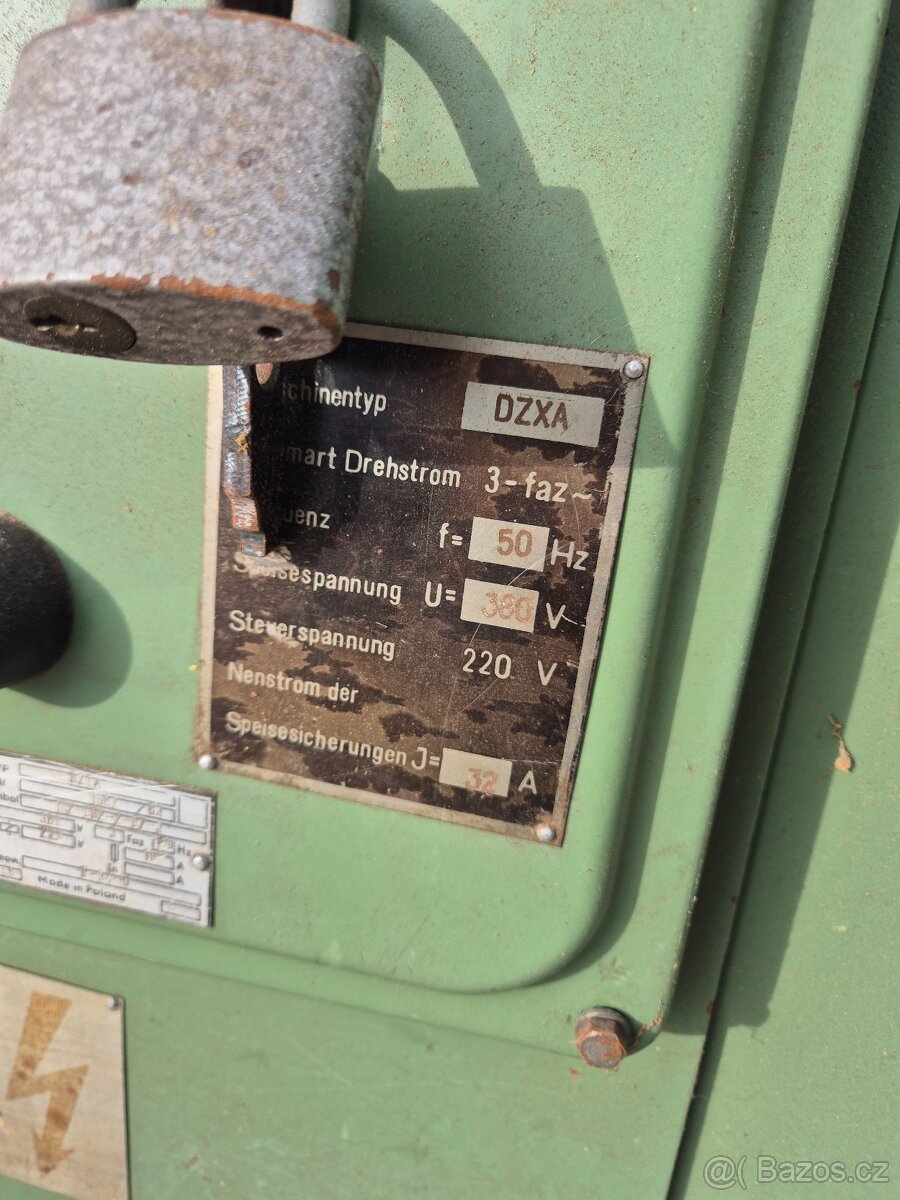 chinentyp DZXA
mart Drehstrom 3-faz~
uenz f= 50 Hz
Speisespannung U= 380 V
Steuerspannung 220 V
Nenstrom der
Speisesicherungen J= 32 A
Made in Poland
@( Bazos.cz